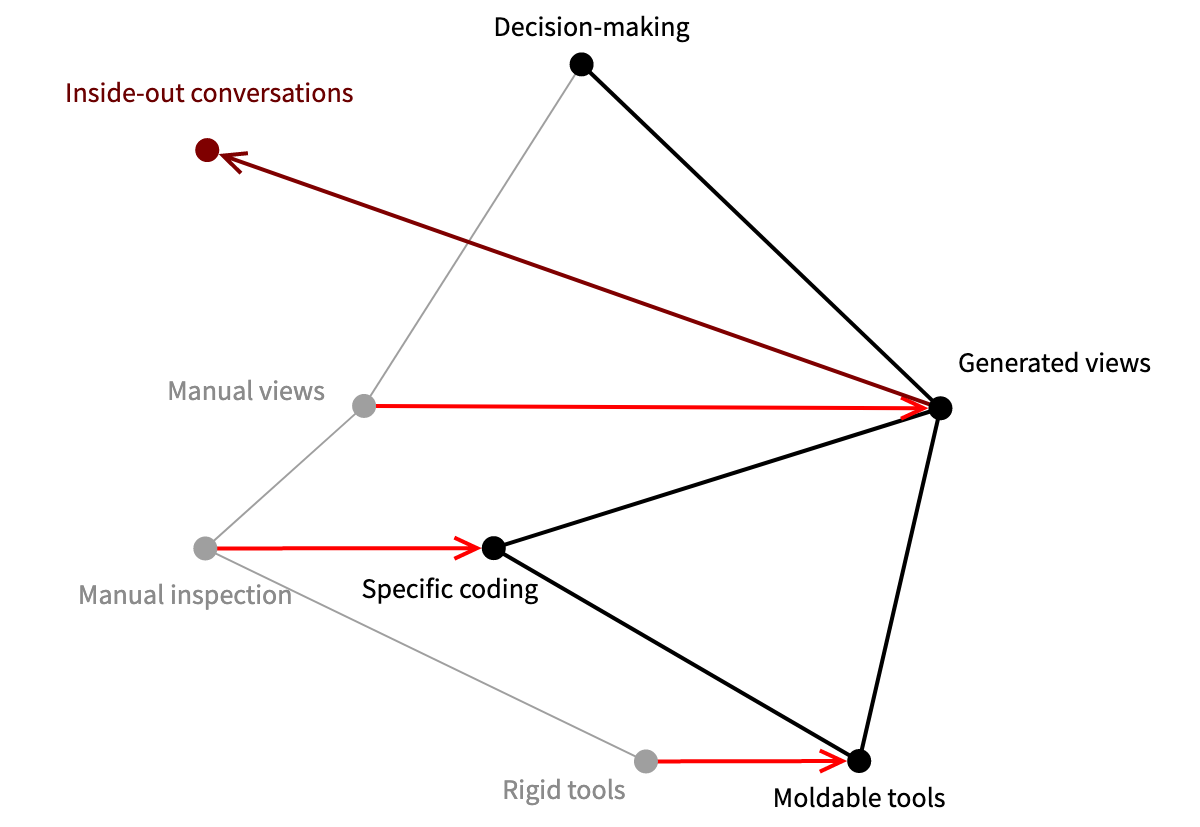 Decision-making
Inside-out conversations
Generated views
Manual views
Specific coding
Manual inspection
Rigid tools
Moldable tools